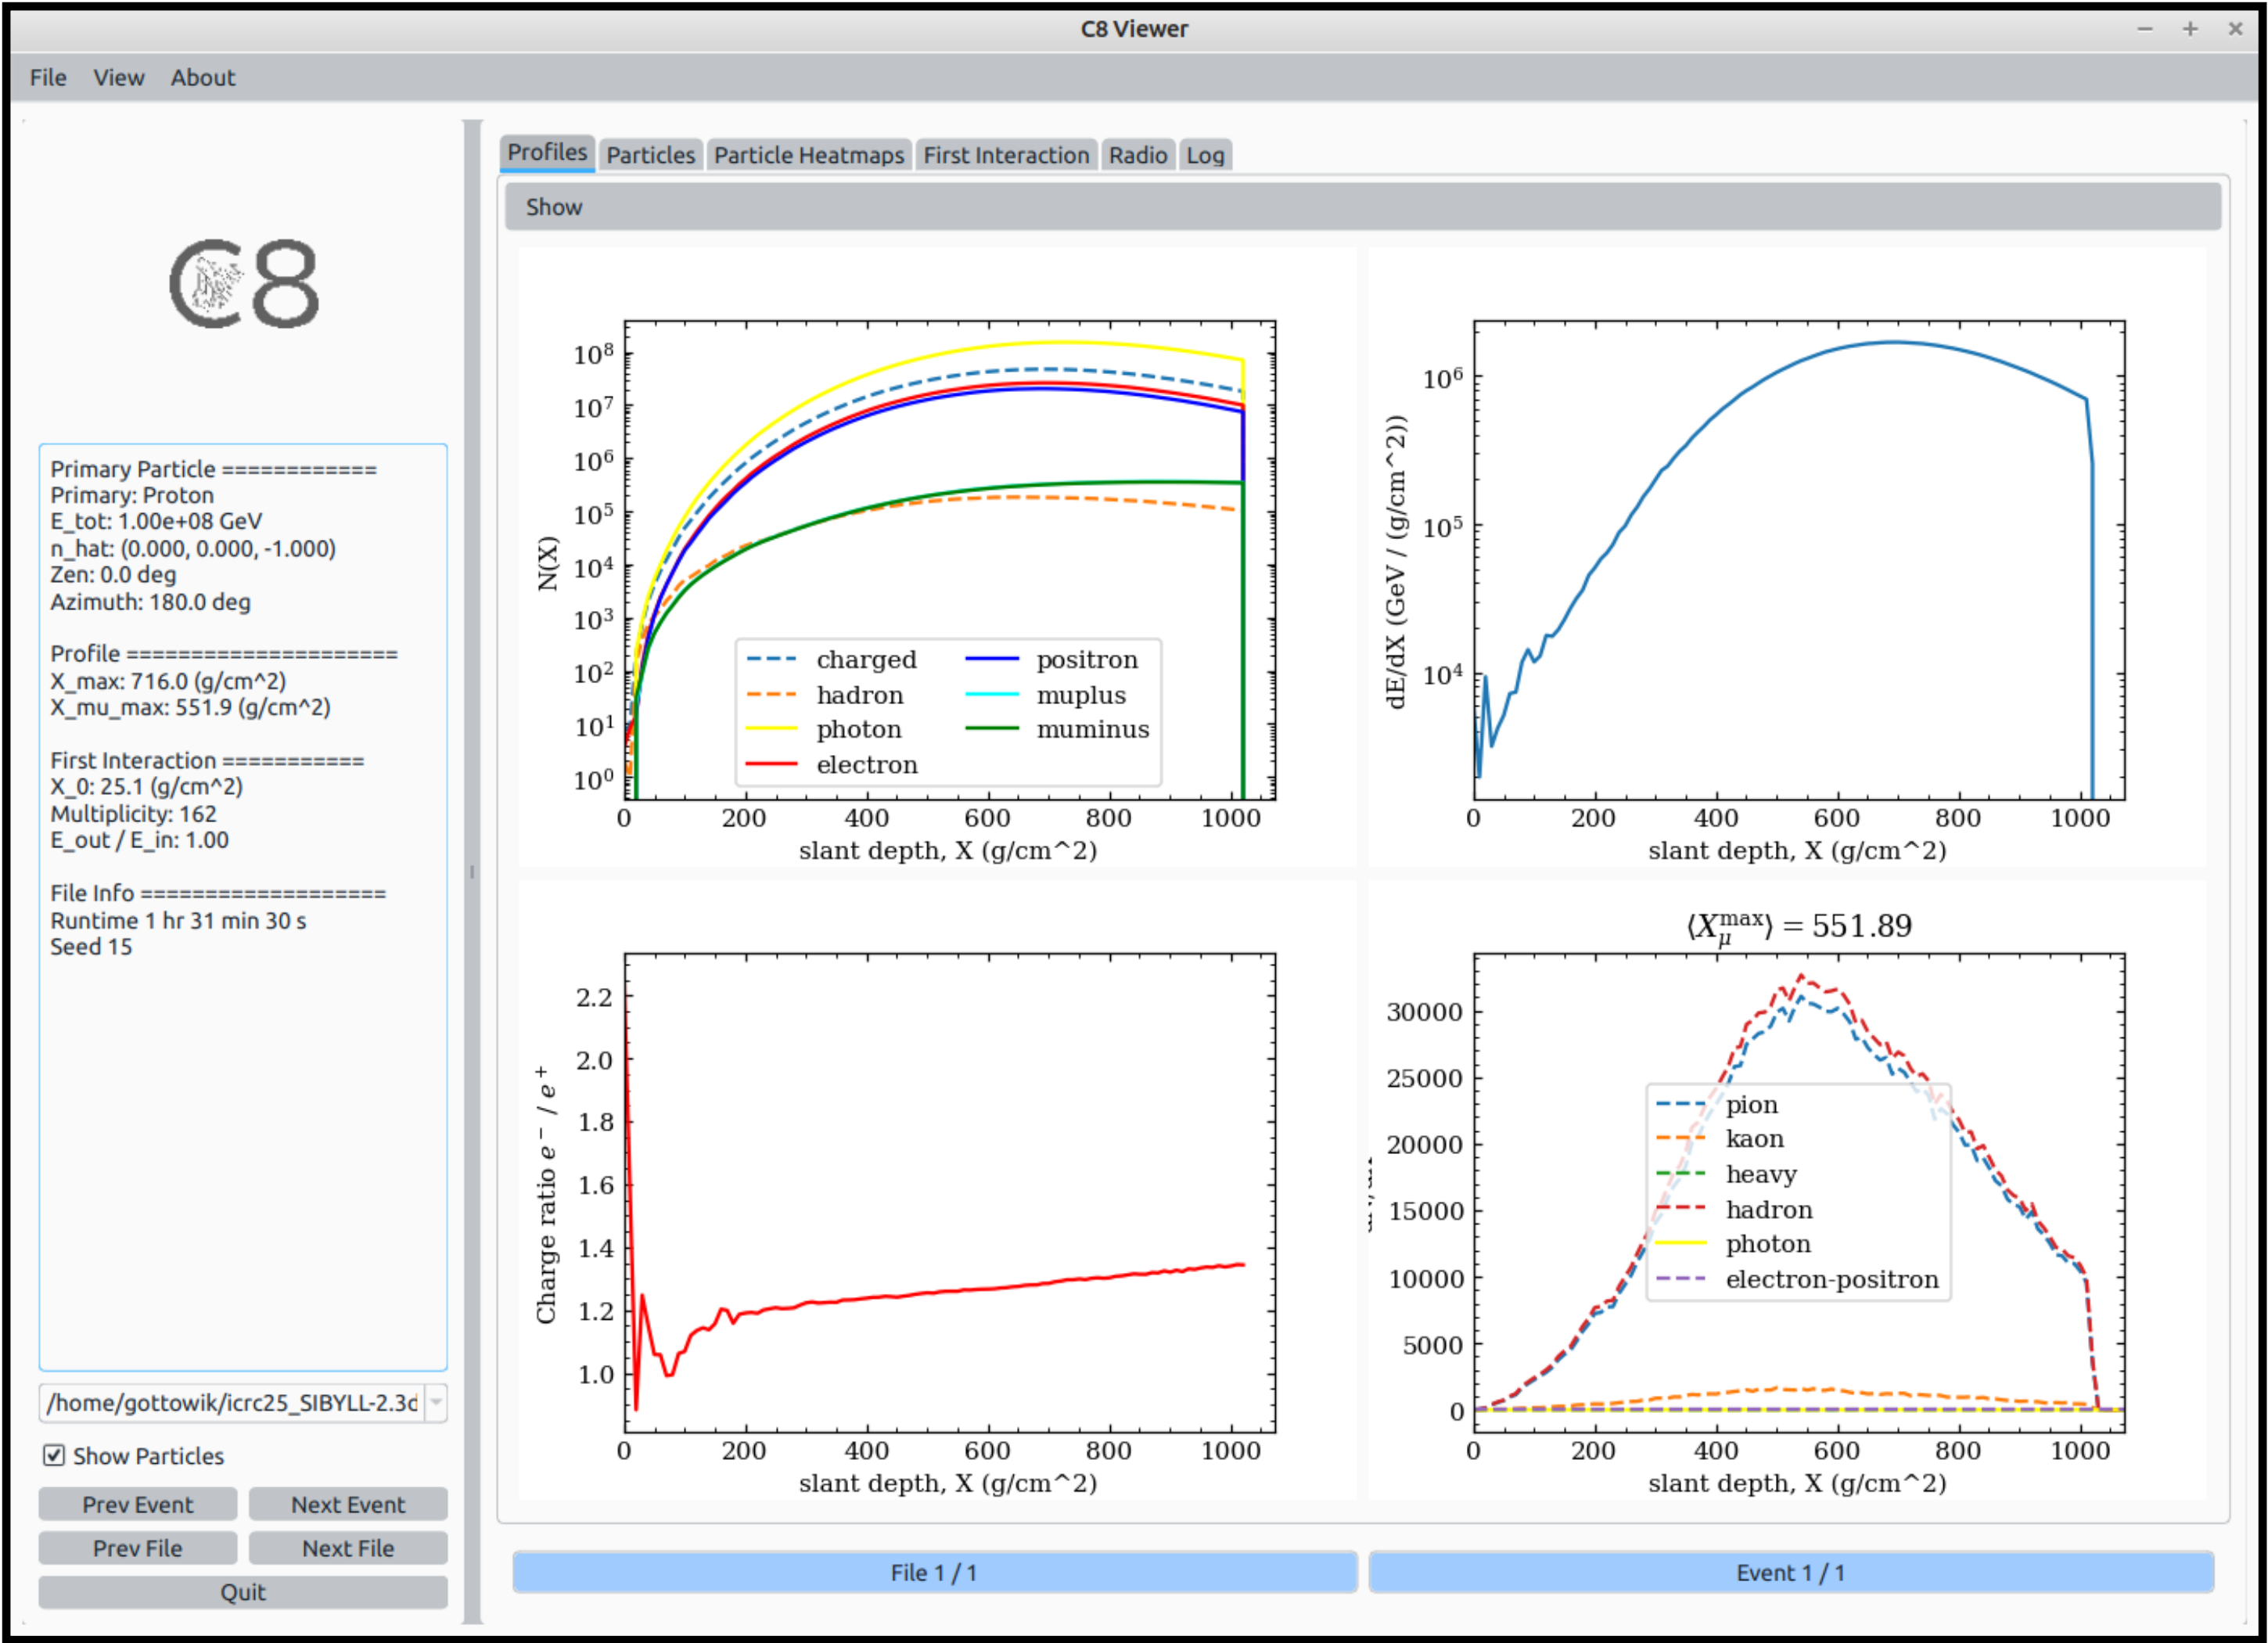 C8 Viewer
File View About
C8
Primary Particle ============
Primary: Proton
E_tot: 1.00e+08 GeV
n_hat: (0.000, 0.000, -1.000)
Zen: 0.0 deg
Azimuth: 180.0 deg
Profile =====================
X_max: 716.0 (g/cm^2)
X_mu_max: 551.9 (g/cm^2)
First Interaction ===========
X_0: 25.1 (g/cm^2)
Multiplicity: 162
E_out / E_in: 1.00
File Info ===================
Runtime 1 hr 31 min 30 s
Seed 15
/home/gottowik/icrc25_SIBYLL-2.3d
Show Particles
Prev Event Next Event
Prev File Next File
Quit
Profiles Particles Particle Heatmaps First Interaction Radio Log
Show
N(X)
10⁸
10⁷
10⁶
10⁵
10⁴
10³
10²
10¹
10⁰
charged positron
hadron muplus
photon muminus
electron
0 200 400 600 800 1000
slant depth, X (g/cm^2)
dE/dX (GeV / (g/cm^2))
10⁶
10⁵
10⁴
0 200 400 600 800 1000
slant depth, X (g/cm^2)
Charge ratio e⁻ / e⁺
2.2
2.0
1.8
1.6
1.4
1.2
1.0
0 200 400 600 800 1000
slant depth, X (g/cm^2)
⟨X_μ^max⟩ = 551.89
30000
25000
20000
15000
10000
5000
0
pion
kaon
heavy
hadron
photon
electron-positron
0 200 400 600 800 1000
slant depth, X (g/cm^2)
File 1 / 1
Event 1 / 1